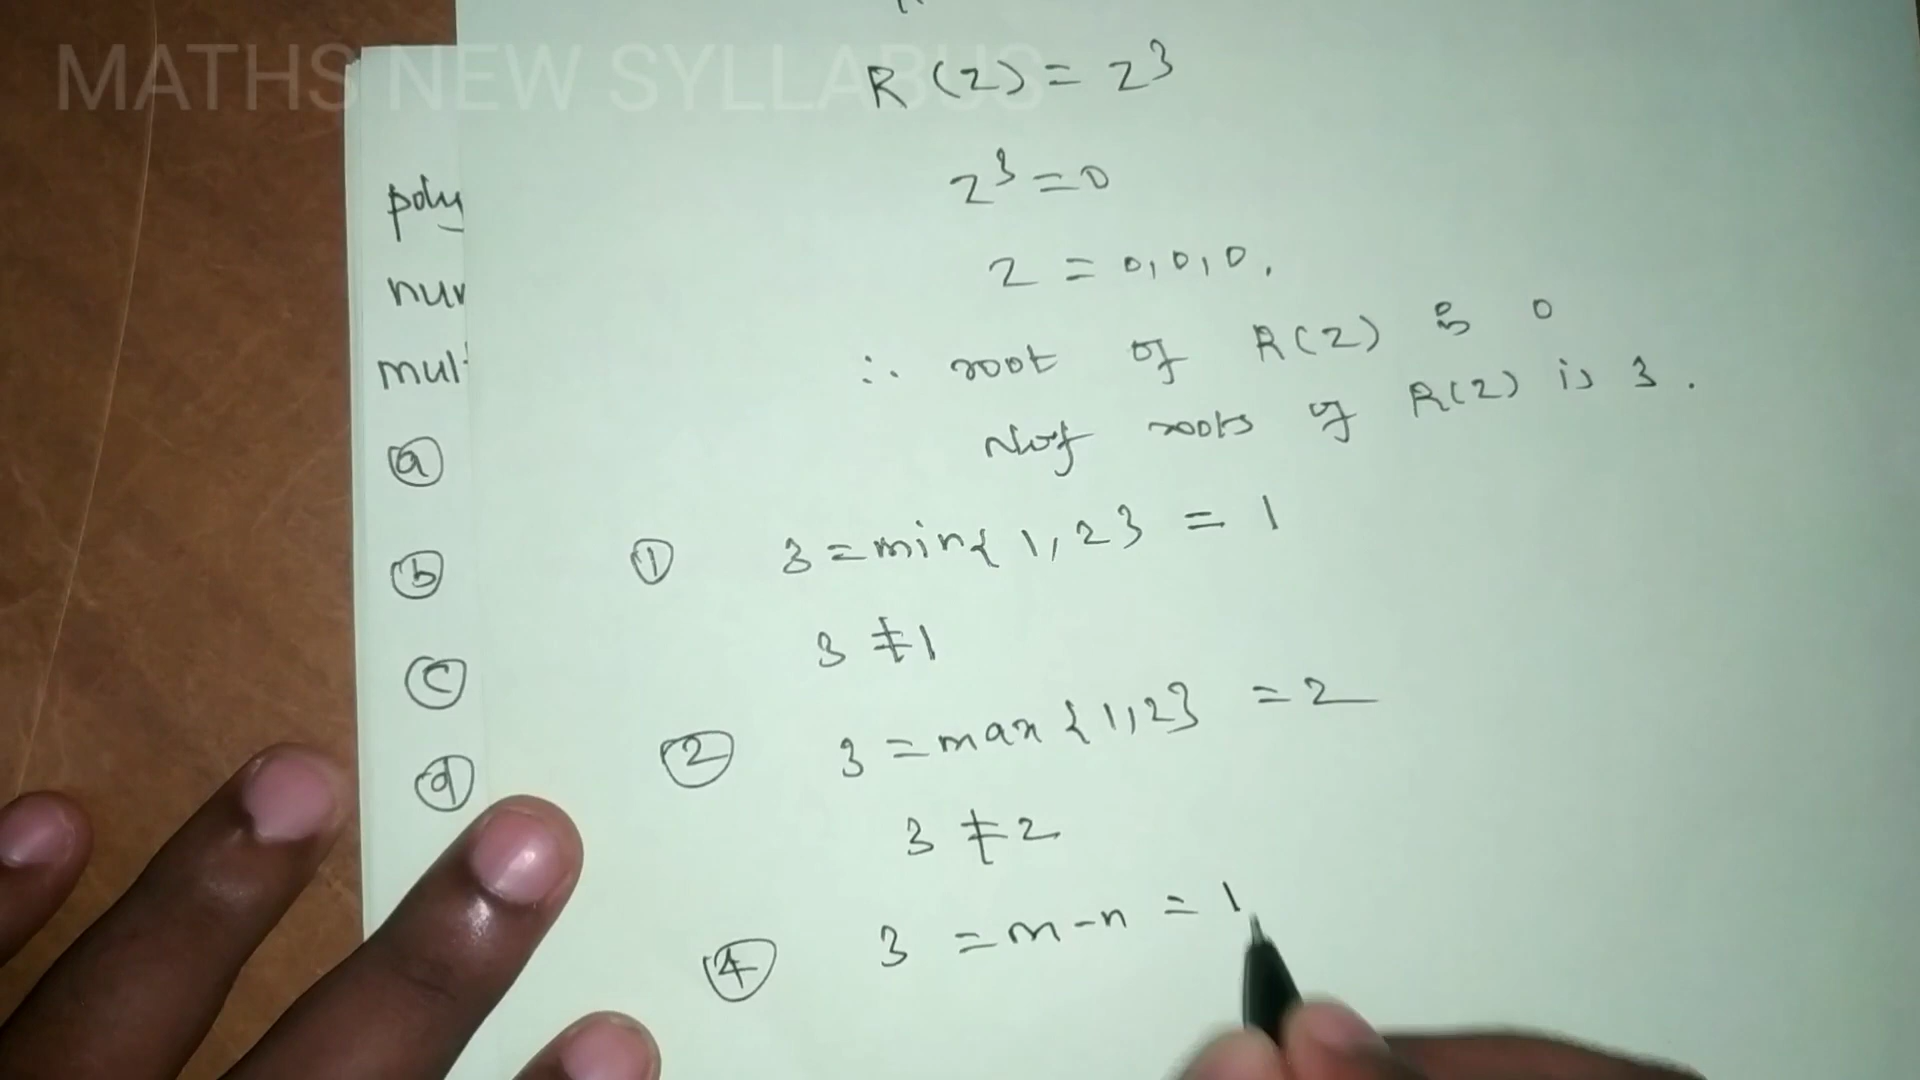 MATHS NEW SYLLABUS
R(z) = z³
z³ = 0
z = 0, 0, 0.
∴ root of R(z) is 0
No of roots of R(z) is 3.
① 3 = min{1, 2} = 1
3 ≠ 1
② 3 = max{1, 2} = 2
3 ≠ 2
④ 3 = m - n = 1
poly
num
mult
ⓐ
ⓑ
ⓒ
ⓓ